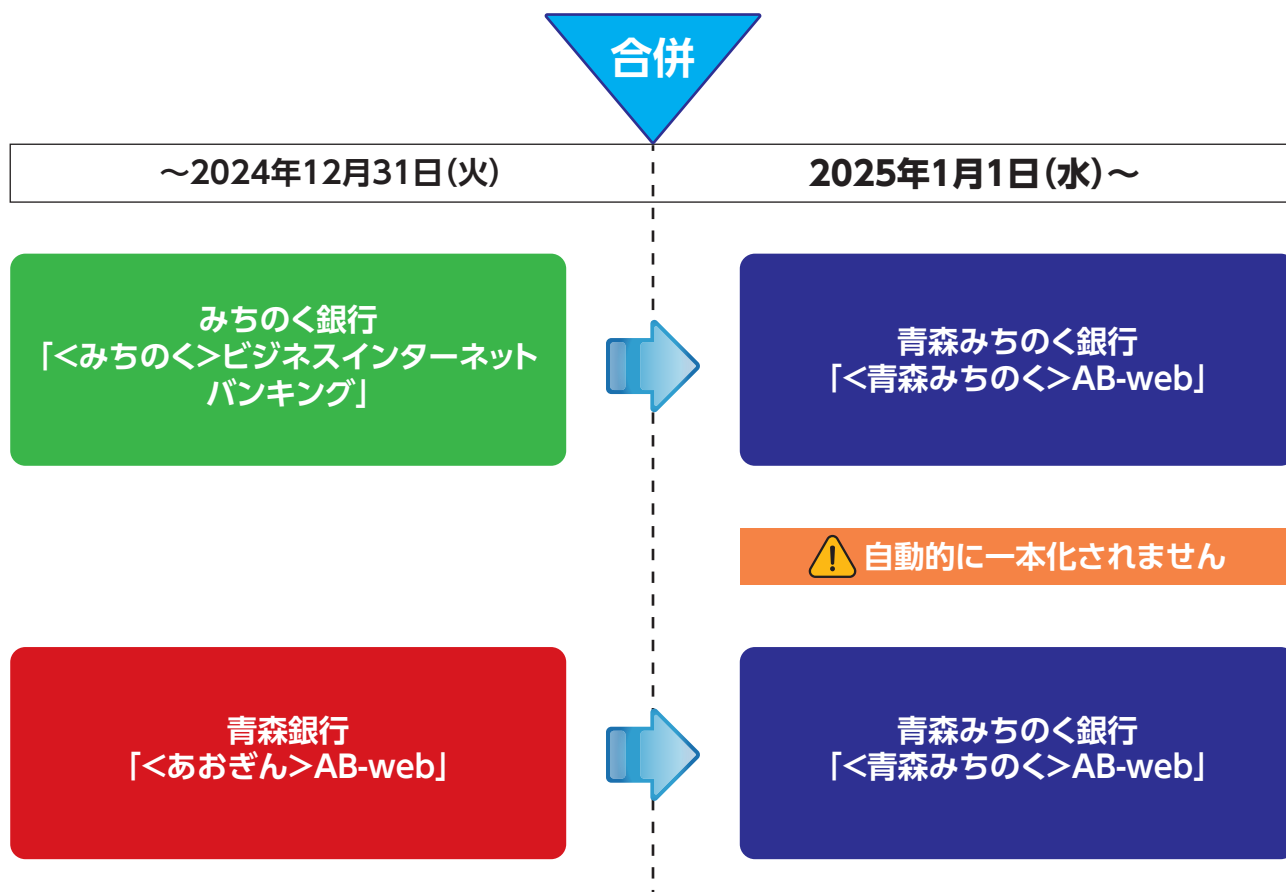 合併
～2024年12月31日(火)
2025年1月1日(水)～
みちのく銀行
「<みちのく>ビジネスインターネット
バンキング」
青森みちのく銀行
「<青森みちのく>AB-web」
自動的に一本化されません
青森銀行
「<あおぎん>AB-web」
青森みちのく銀行
「<青森みちのく>AB-web」